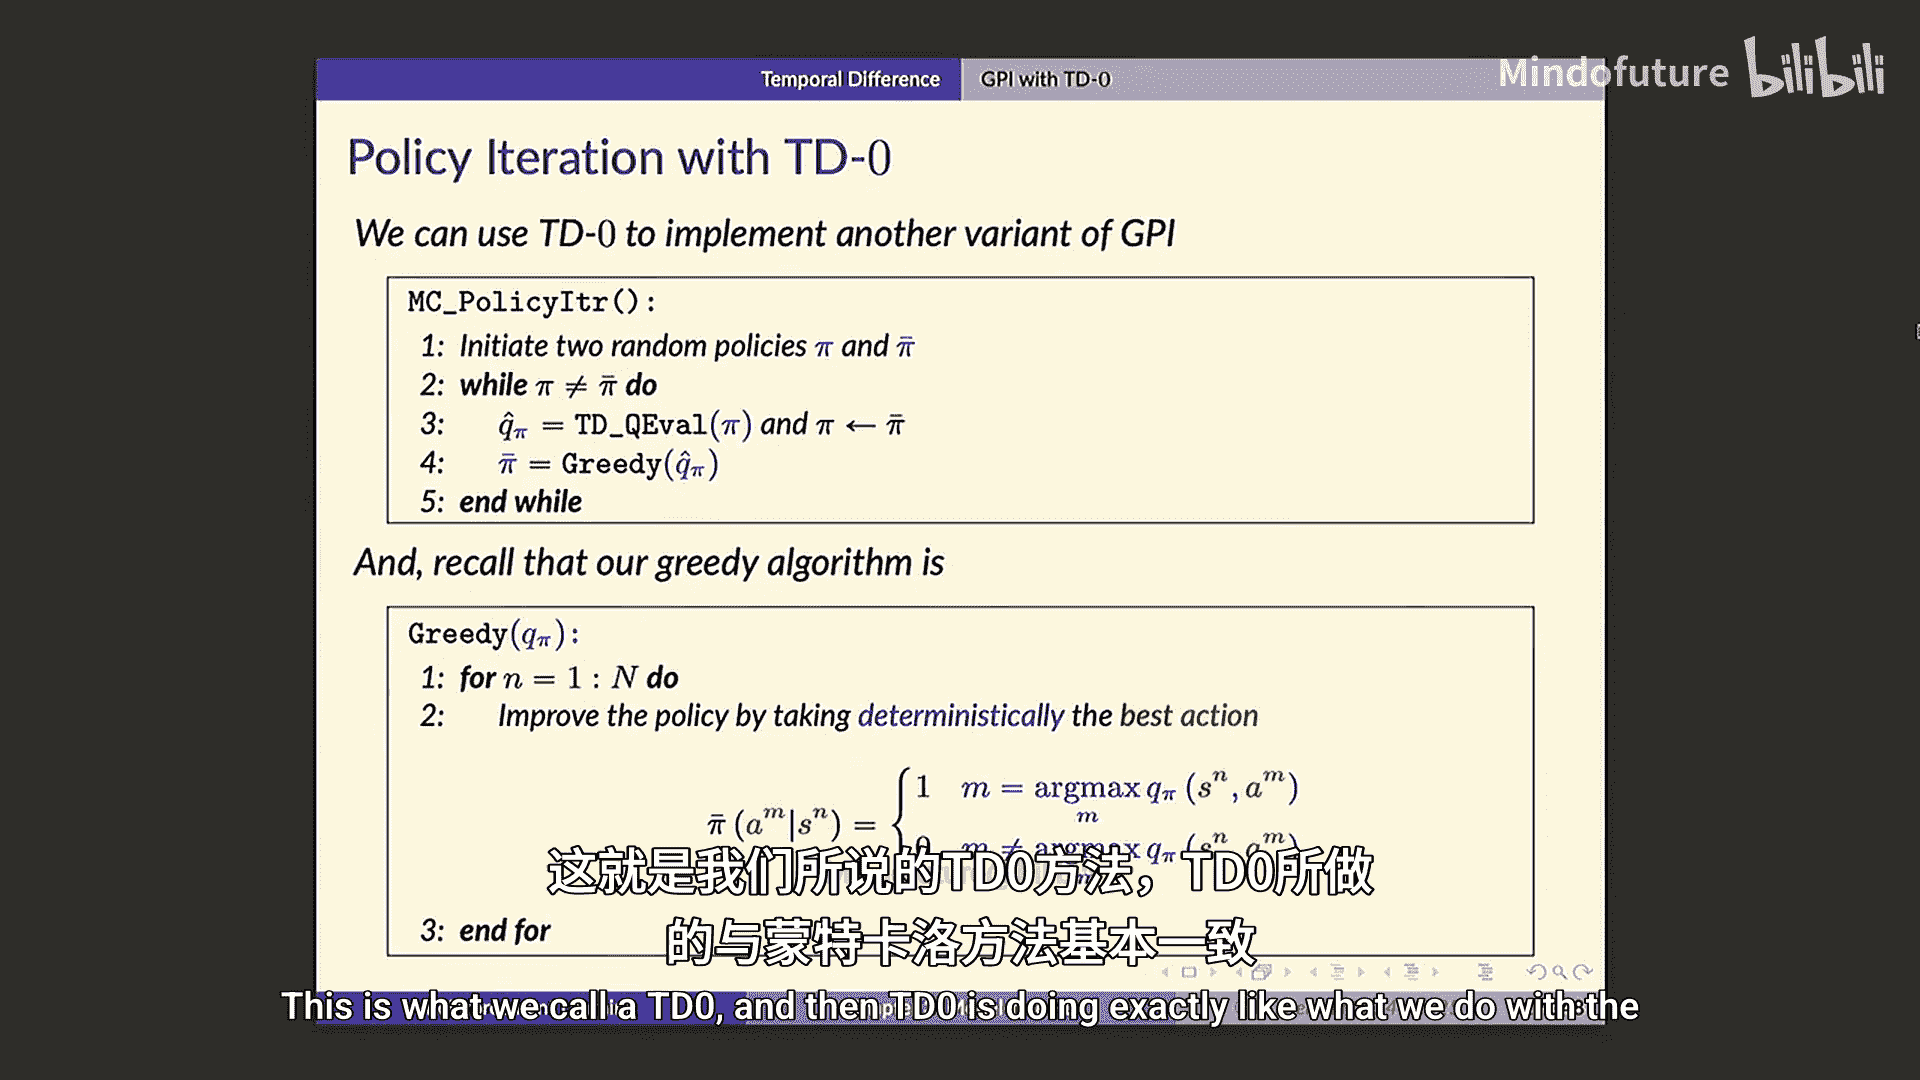 Temporal Difference GPI with TD-0
Mindofuture bilibili
Policy Iteration with TD-0
We can use TD-0 to implement another variant of GPI
MC_PolicyItr():
1: Initiate two random policies π and π̄
2: while π ≠ π̄ do
3: q̂π = TD_QEval(π) and π ← π̄
4: π̄ = Greedy(q̂π)
5: end while
And, recall that our greedy algorithm is
Greedy(qπ):
1: for n = 1 : N do
2: Improve the policy by taking deterministically the best action
π̄ (a^m|s^n) = { 1 m = argmax_m qπ (s^n, a^m)
0 m ≠ argmax qπ (s^n, a^m)
这就是我们所说的TD0方法，TD0所做
3: end for
的与蒙特卡洛方法基本一致
This is what we call a TD0, and then TD0 is doing exactly like what we do with the